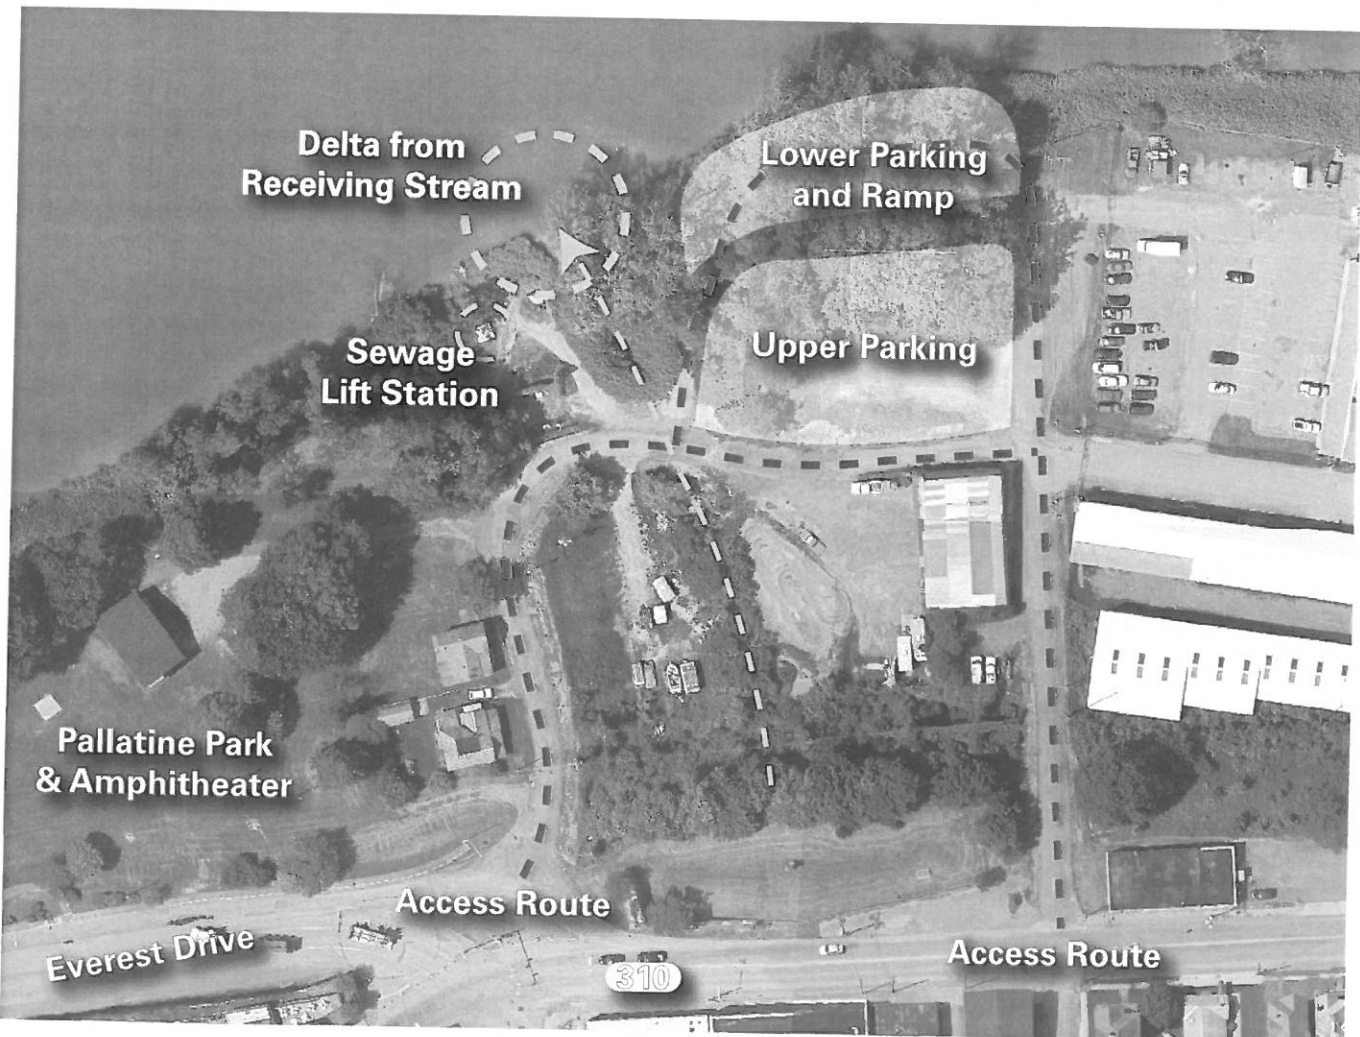 Delta from
Receiving Stream
Lower Parking
and Ramp
Sewage
Lift Station
Upper Parking
Pallatine Park
& Amphitheater
Access Route
Everest Drive
310
Access Route